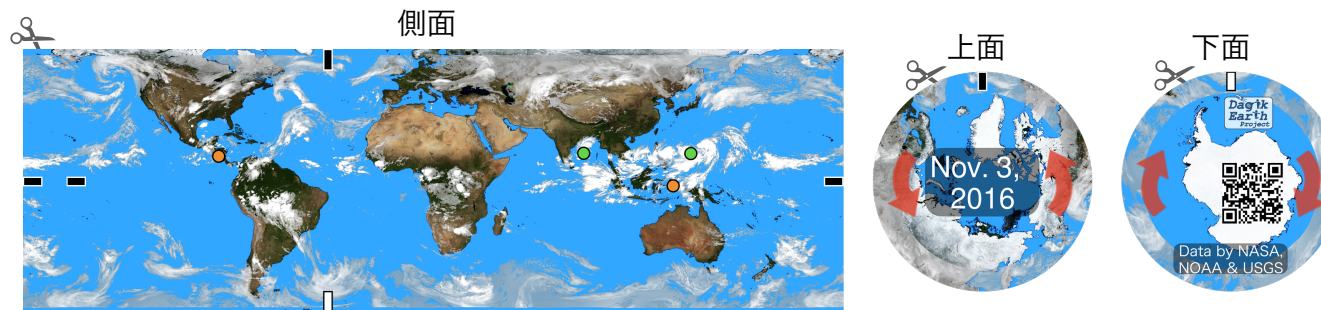 側面
上面
下面
Nov. 3,
2016
Dagik
Earth
Project
Data by NASA,
NOAA & USGS